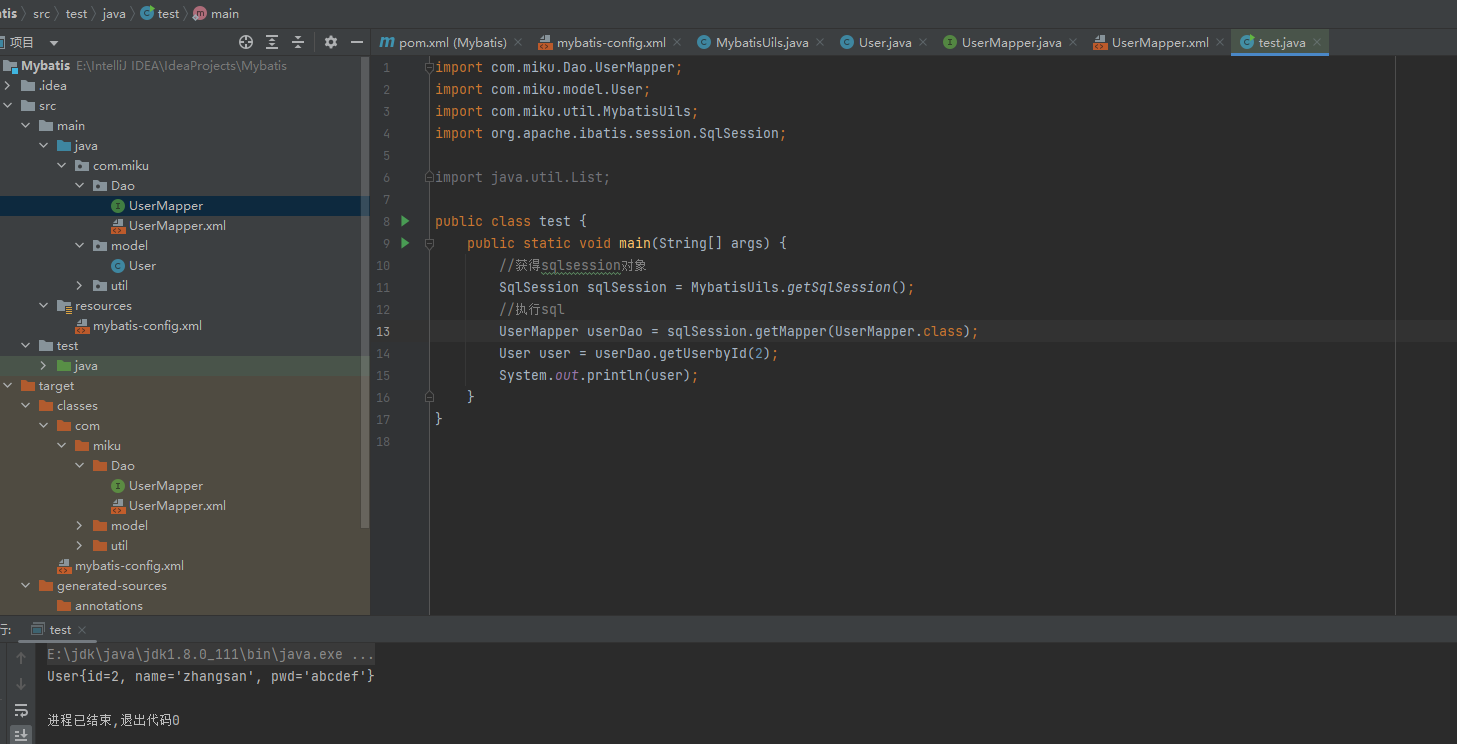 atis src test java test main
项目
pom.xml (Mybatis) mybatis-config.xml MybatisUils.java User.java UserMapper.java UserMapper.xml test.java
Mybatis E:\IntelliJ IDEA\IdeaProjects\Mybatis
.idea
src
main
java
com.miku
Dao
UserMapper
UserMapper.xml
model
User
util
resources
mybatis-config.xml
test
java
target
classes
com
miku
Dao
UserMapper
UserMapper.xml
model
util
mybatis-config.xml
generated-sources
annotations
1 import com.miku.Dao.UserMapper;
2 import com.miku.model.User;
3 import com.miku.util.MybatisUils;
4 import org.apache.ibatis.session.SqlSession;
5
6 import java.util.List;
7
8 public class test {
9 public static void main(String[] args) {
10 //获得sqlsession对象
11 SqlSession sqlSession = MybatisUils.getSqlSession();
12 //执行sql
13 UserMapper userDao = sqlSession.getMapper(UserMapper.class);
14 User user = userDao.getUserbyId(2);
15 System.out.println(user);
16 }
17 }
18
行: test
E:\jdk\java\jdk1.8.0_111\bin\java.exe ...
User{id=2, name='zhangsan', pwd='abcdef'}
进程已结束,退出代码0